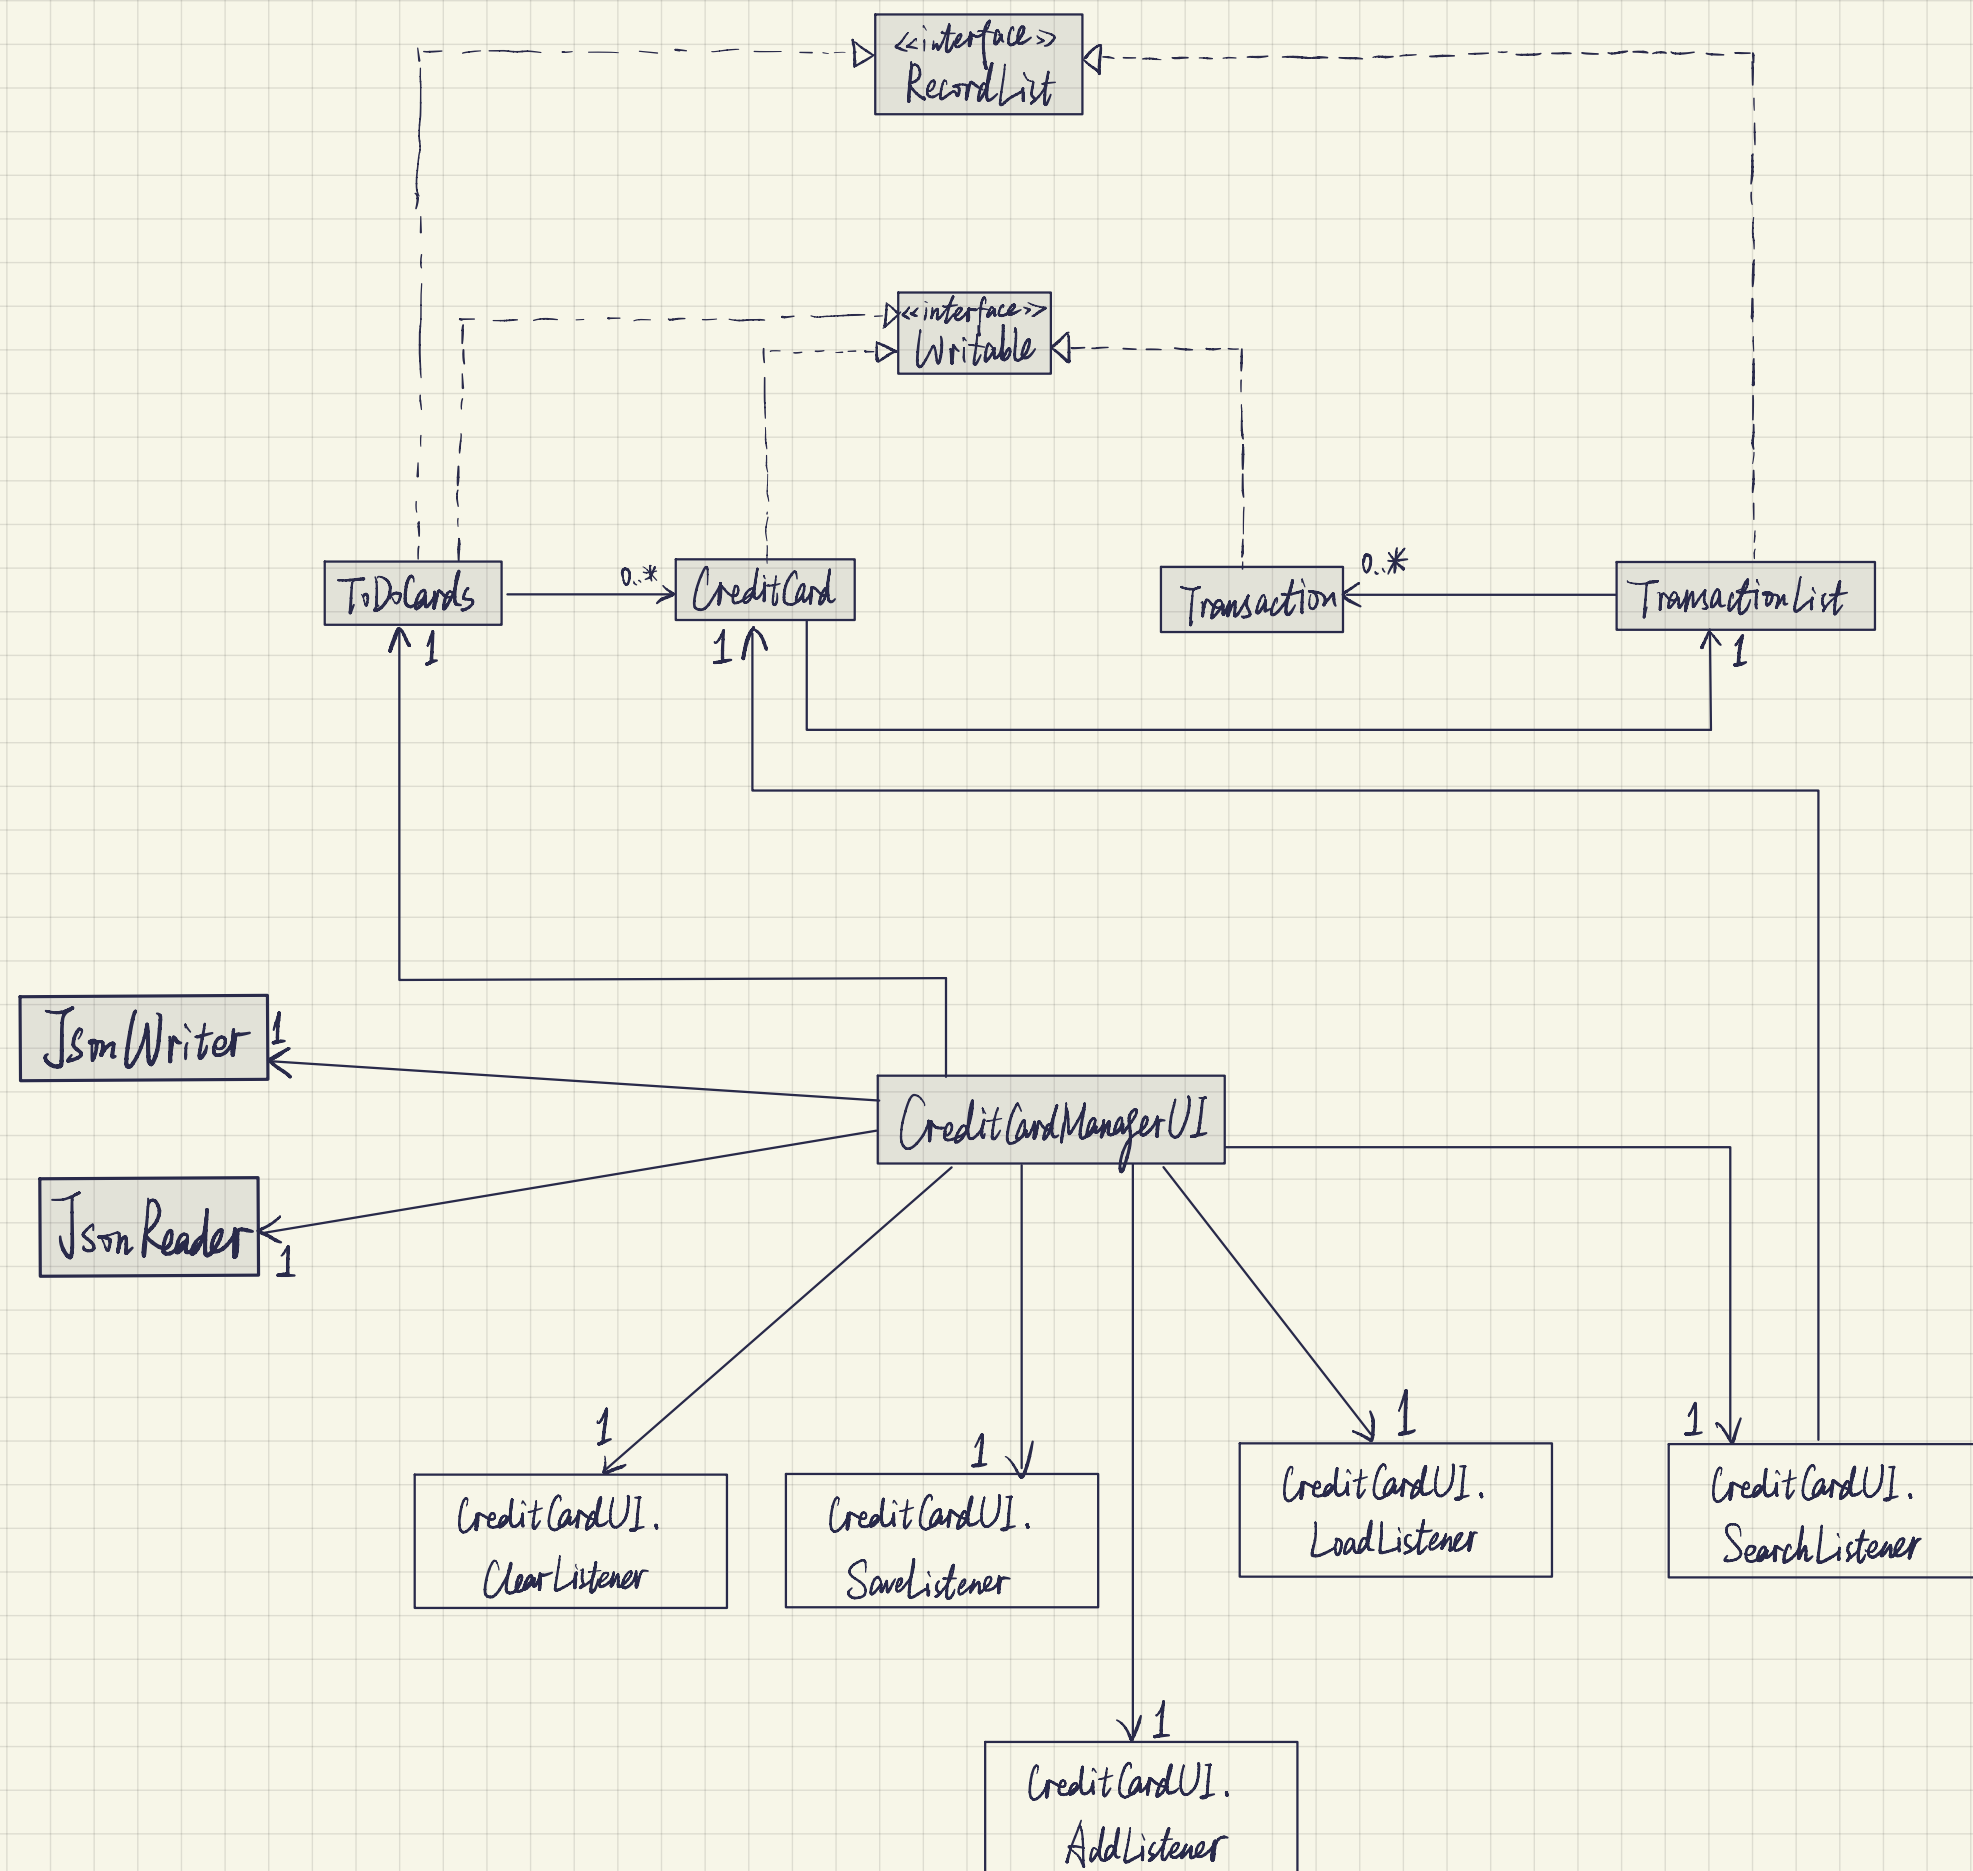 <<interface>>
RecordList
<<interface>>
Writable
0..*
0..*
ToDoCards
CreditCard
Transaction
TransactionList
1
1
1
JsonWriter
1
CreditCardManagerUI
JsonReader
1
1
1
1
1
CreditCardUI.
ClearListener
CreditCardUI.
SaveListener
CreditCardUI.
LoadListener
CreditCardUI.
SearchListener
1
CreditCardUI.
AddListener